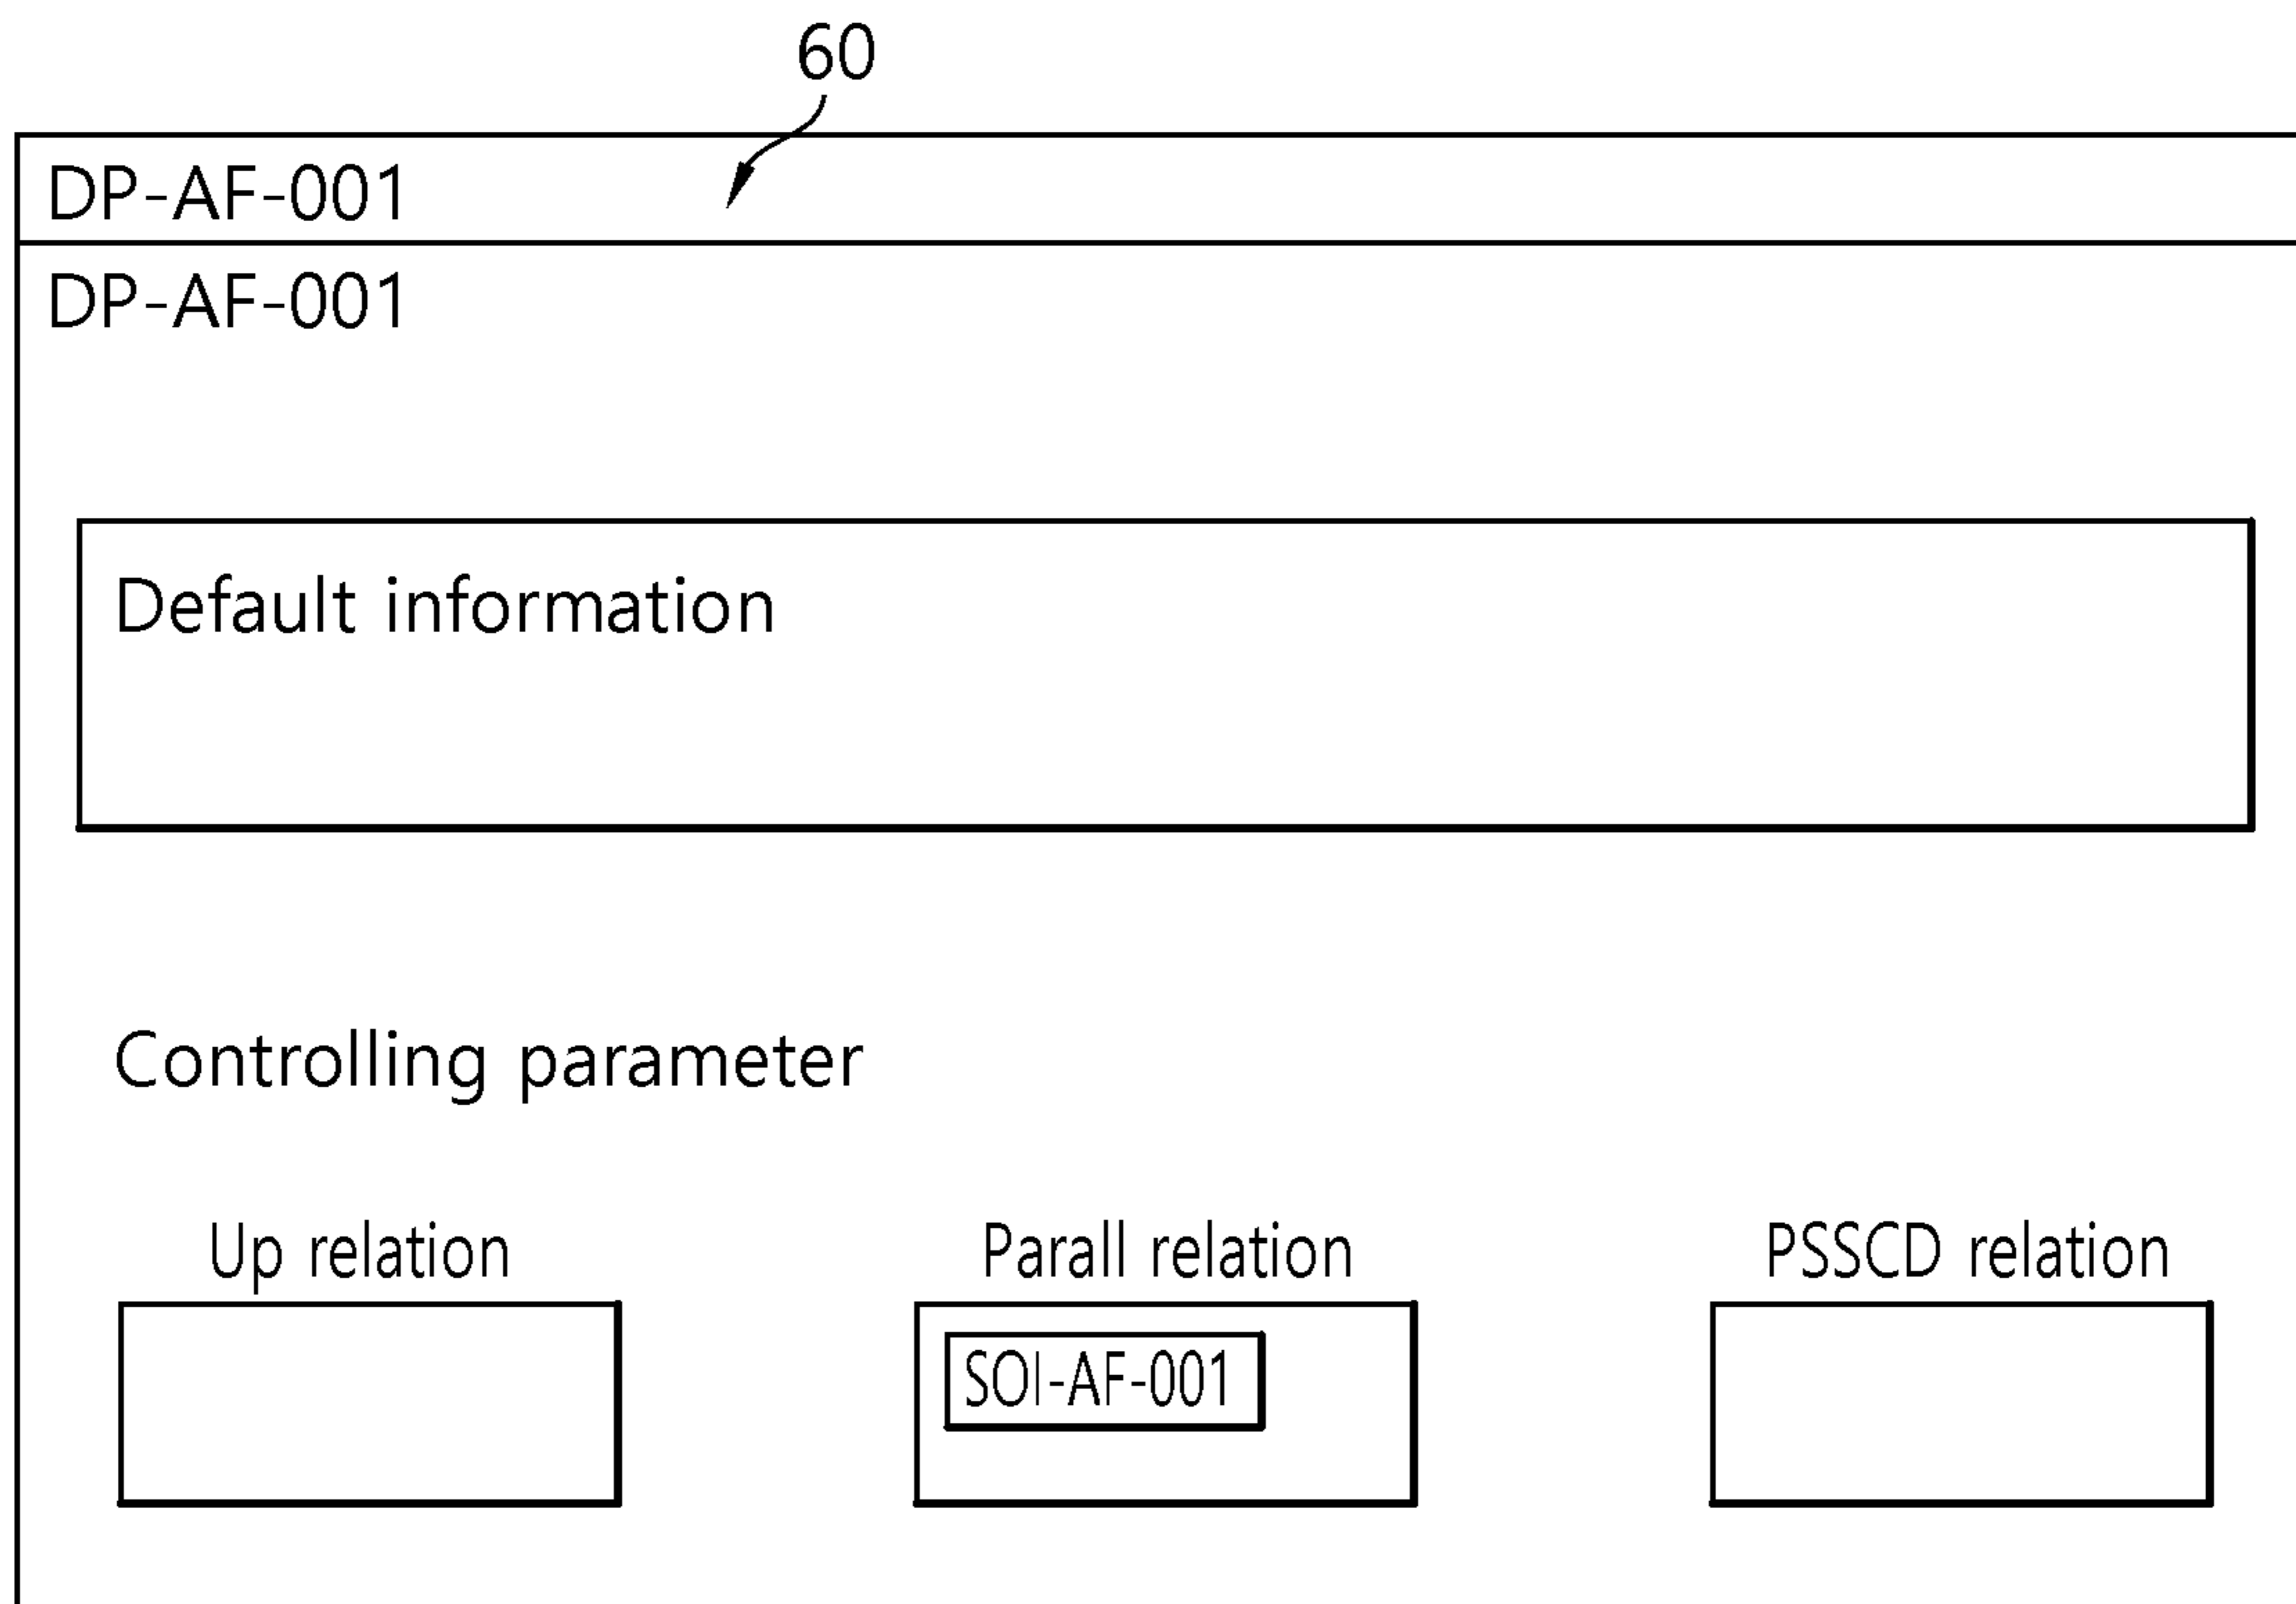 60
DP-AF-001
DP-AF-001
Default information
Controlling parameter
Up relation Parall relation PSSCD relation
SOI-AF-001